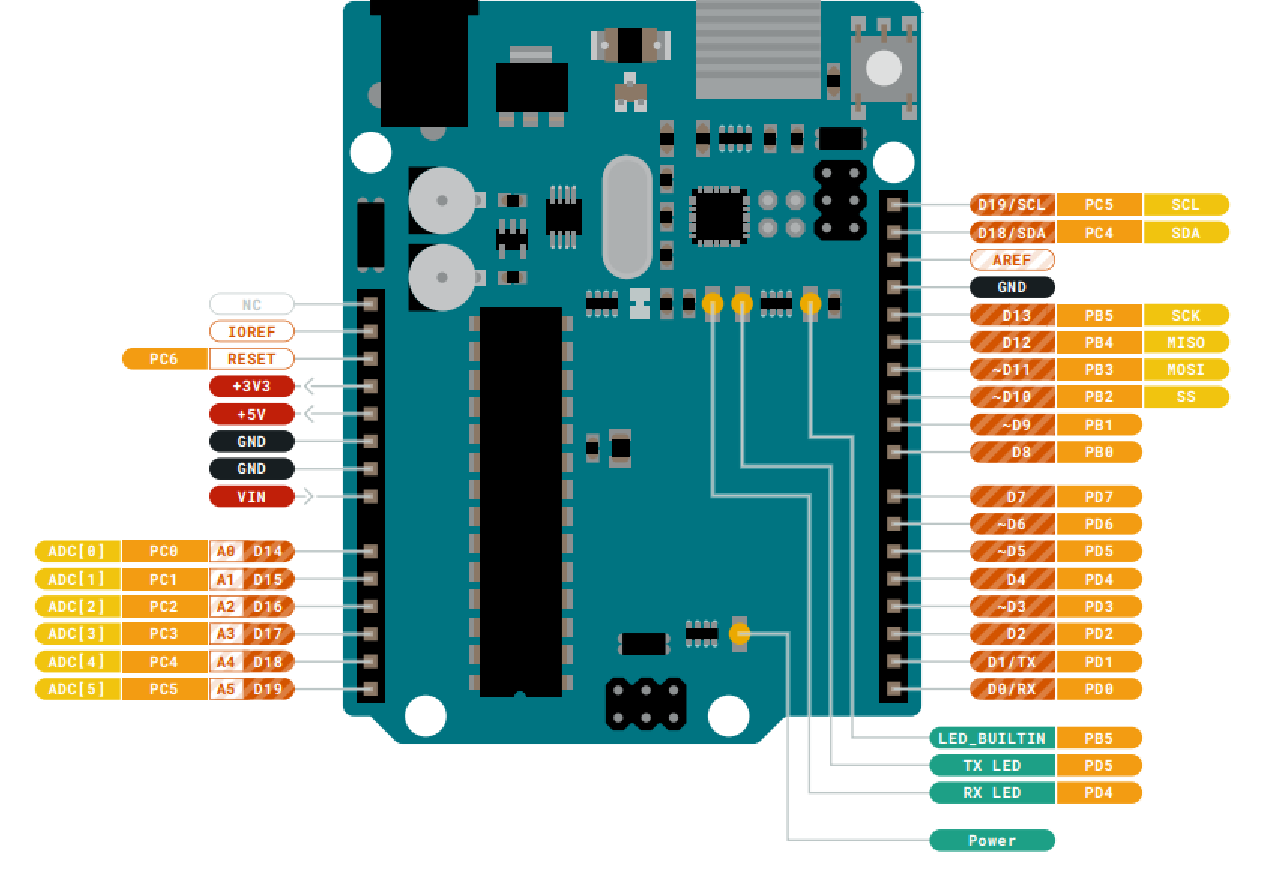 NC
IOREF
PC6 RESET
+3V3
+5V
GND
GND
VIN
ADC[0] PC0 A0 D14
ADC[1] PC1 A1 D15
ADC[2] PC2 A2 D16
ADC[3] PC3 A3 D17
ADC[4] PC4 A4 D18
ADC[5] PC5 A5 D19
D19/SCL PC5 SCL
D18/SDA PC4 SDA
AREF
GND
D13 PB5 SCK
D12 PB4 MISO
~D11 PB3 MOSI
~D10 PB2 SS
~D9 PB1
D8 PB0
D7 PD7
~D6 PD6
~D5 PD5
D4 PD4
~D3 PD3
D2 PD2
D1/TX PD1
D0/RX PD0
LED_BUILTIN PB5
TX LED PD5
RX LED PD4
Power